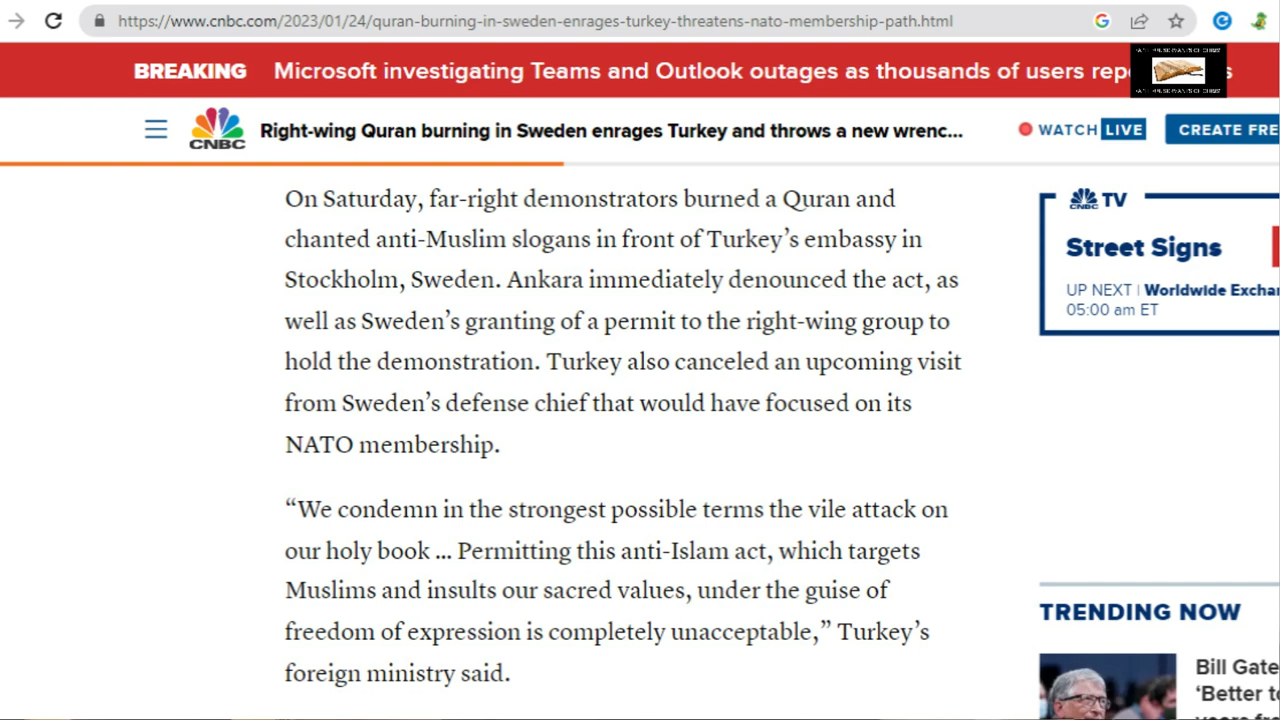 https://www.cnbc.com/2023/01/24/quran-burning-in-sweden-enrages-turkey-threatens-nato-membership-path.html
BREAKING Microsoft investigating Teams and Outlook outages as thousands of users
CNBC
Right-wing Quran burning in Sweden enrages Turkey and throws a new wrenc...
WATCH LIVE
CREATE FRE
On Saturday, far-right demonstrators burned a Quran and
chanted anti-Muslim slogans in front of Turkey’s embassy in
Stockholm, Sweden. Ankara immediately denounced the act, as
well as Sweden’s granting of a permit to the right-wing group to
hold the demonstration. Turkey also canceled an upcoming visit
from Sweden’s defense chief that would have focused on its
NATO membership.
“We condemn in the strongest possible terms the vile attack on
our holy book ... Permitting this anti-Islam act, which targets
Muslims and insults our sacred values, under the guise of
freedom of expression is completely unacceptable,” Turkey’s
foreign ministry said.
CNBC TV
Street Signs
UP NEXT | Worldwide Exchan
05:00 am ET
TRENDING NOW
Bill Gate
‘Better to